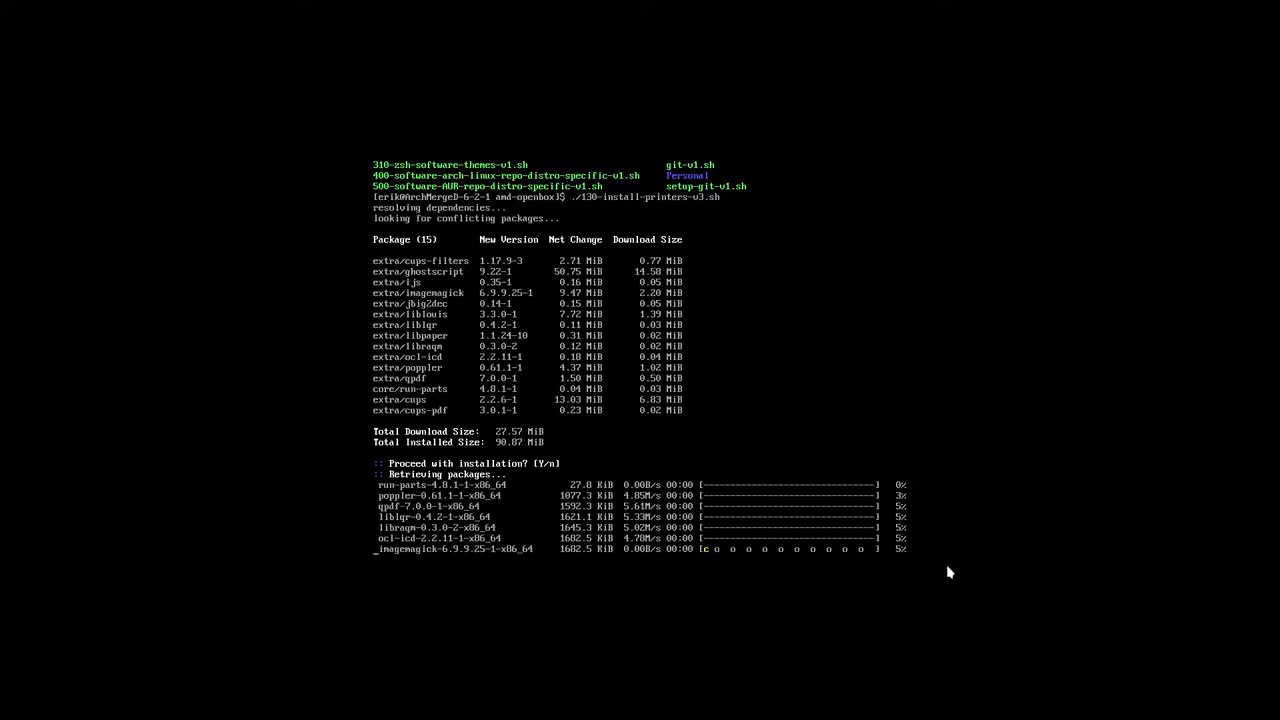 310-zsh-software-themes-v1.sh git-v1.sh
400-software-arch-linux-repo-distro-specific-v1.sh Personal
500-software-AUR-repo-distro-specific-v1.sh setup-git-v1.sh
[erik@ArchMergeD-6-2-1 amd-openbox]$ ./130-install-printers-v3.sh
resolving dependencies...
looking for conflicting packages...
Package (15) New Version Net Change Download Size
extra/cups-filters 1.17.9-3 2.71 MiB 0.77 MiB
extra/ghostscript 9.22-1 50.75 MiB 14.58 MiB
extra/ijs 0.35-1 0.16 MiB 0.05 MiB
extra/imagemagick 6.9.9.25-1 9.47 MiB 2.20 MiB
extra/jbig2dec 0.14-1 0.15 MiB 0.05 MiB
extra/liblouis 3.3.0-1 7.72 MiB 1.39 MiB
extra/liblqr 0.4.2-1 0.11 MiB 0.03 MiB
extra/libpaper 1.1.24-10 0.31 MiB 0.02 MiB
extra/libraqm 0.3.0-2 0.12 MiB 0.02 MiB
extra/ocl-icd 2.2.11-1 0.18 MiB 0.04 MiB
extra/poppler 0.61.1-1 4.37 MiB 1.02 MiB
extra/qpdf 7.0.0-1 1.50 MiB 0.50 MiB
core/run-parts 4.8.1-1 0.04 MiB 0.03 MiB
extra/cups 2.2.6-1 13.03 MiB 6.83 MiB
extra/cups-pdf 3.0.1-1 0.23 MiB 0.02 MiB
Total Download Size: 27.57 MiB
Total Installed Size: 90.87 MiB
:: Proceed with installation? [Y/n]
:: Retrieving packages...
run-parts-4.8.1-1-x86_64 27.8 KiB 0.00B/s 00:00 [----------------------------------] 0%
poppler-0.61.1-1-x86_64 1077.3 KiB 4.85M/s 00:00 [----------------------------------] 3%
qpdf-7.0.0-1-x86_64 1592.3 KiB 5.61M/s 00:00 [----------------------------------] 5%
liblqr-0.4.2-1-x86_64 1621.1 KiB 5.33M/s 00:00 [----------------------------------] 5%
libraqm-0.3.0-2-x86_64 1645.3 KiB 5.02M/s 00:00 [----------------------------------] 5%
ocl-icd-2.2.11-1-x86_64 1682.5 KiB 4.78M/s 00:00 [----------------------------------] 5%
_imagemagick-6.9.9.25-1-x86_64 1682.5 KiB 0.00B/s 00:00 [c o o o o o o o o o o ] 5%